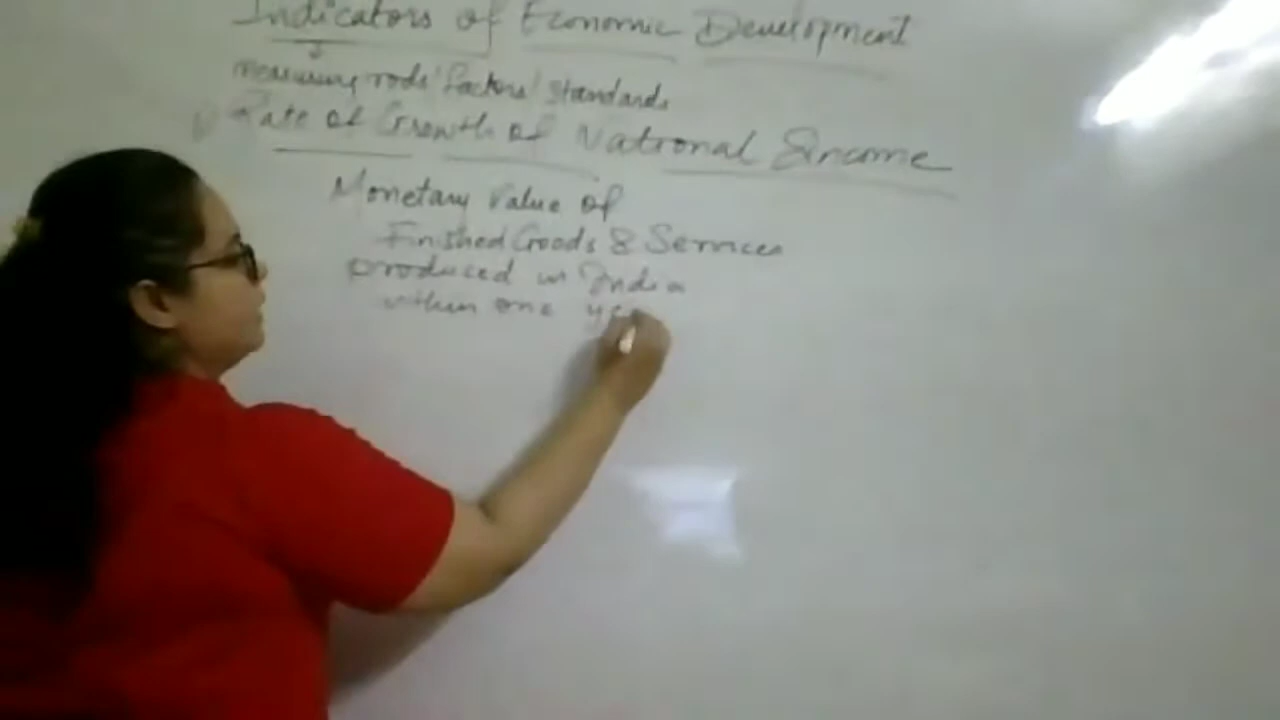 Indicators of Economic Development
measuring rods/factors/standards
Rate of Growth of National Income
Monetary Value of
Finished Goods & Services
produced in India
within one yea